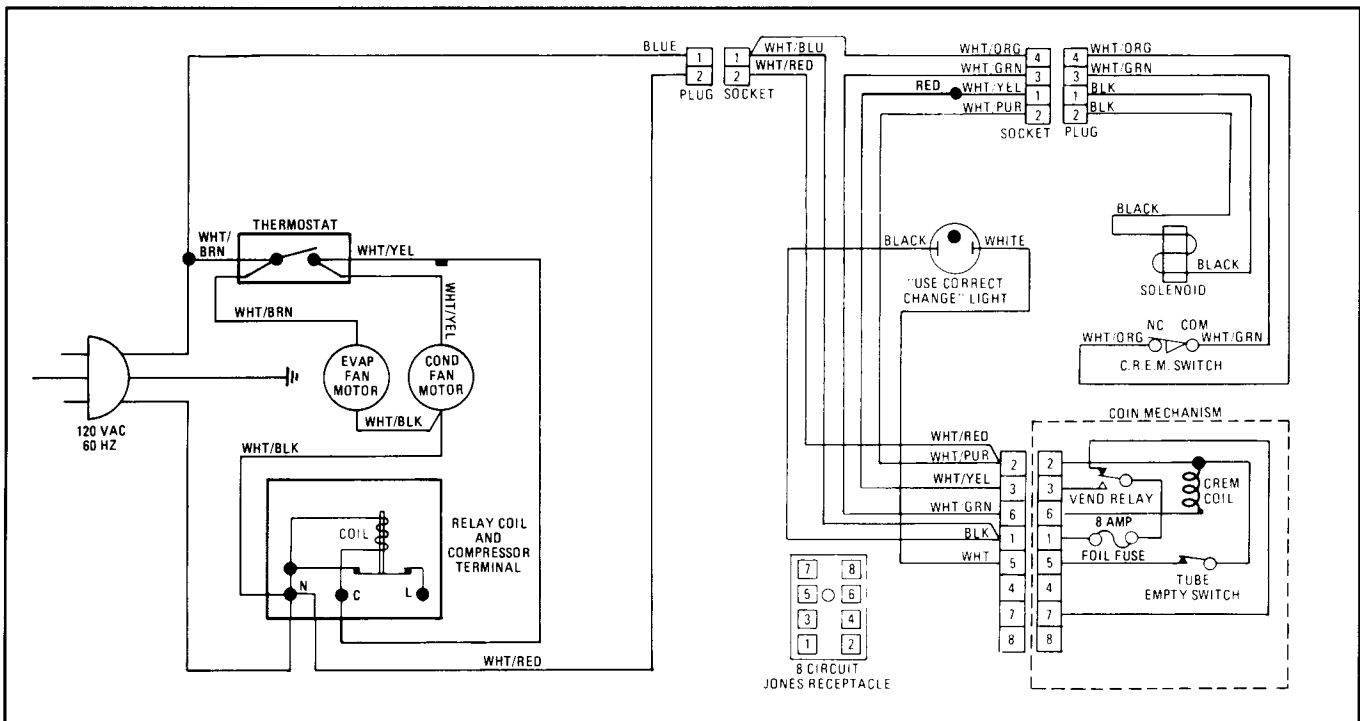 BLUE
1
2
PLUG
1
2
SOCKET
WHT/BLU
WHT/RED
WHT/ORG
WHT/GRN
RED
WHT/YEL
WHT/PUR
4
3
1
2
SOCKET
4
3
1
2
PLUG
WHT/ORG
WHT/GRN
BLK
BLK
THERMOSTAT
WHT/
BRN
WHT/YEL
WHT/BRN
WHT/YEL
EVAP
FAN
MOTOR
COND
FAN
MOTOR
WHT/BLK
120 VAC
60 HZ
WHT/BLK
COIL
N
C
L
RELAY COIL
AND
COMPRESSOR
TERMINAL
WHT/RED
BLACK
WHITE
"USE CORRECT
CHANGE" LIGHT
BLACK
BLACK
SOLENOID
NC
COM
WHT/ORG
WHT/GRN
C.R.E.M. SWITCH
COIN MECHANISM
WHT/RED
WHT/PUR
WHT/YEL
WHT GRN
BLK
WHT
2
3
6
1
5
4
7
8
2
3
6
1
5
4
7
8
VEND RELAY
CREM
COIL
8 AMP
FOIL FUSE
TUBE
EMPTY SWITCH
7
8
5
6
3
4
1
2
8 CIRCUIT
JONES RECEPTACLE